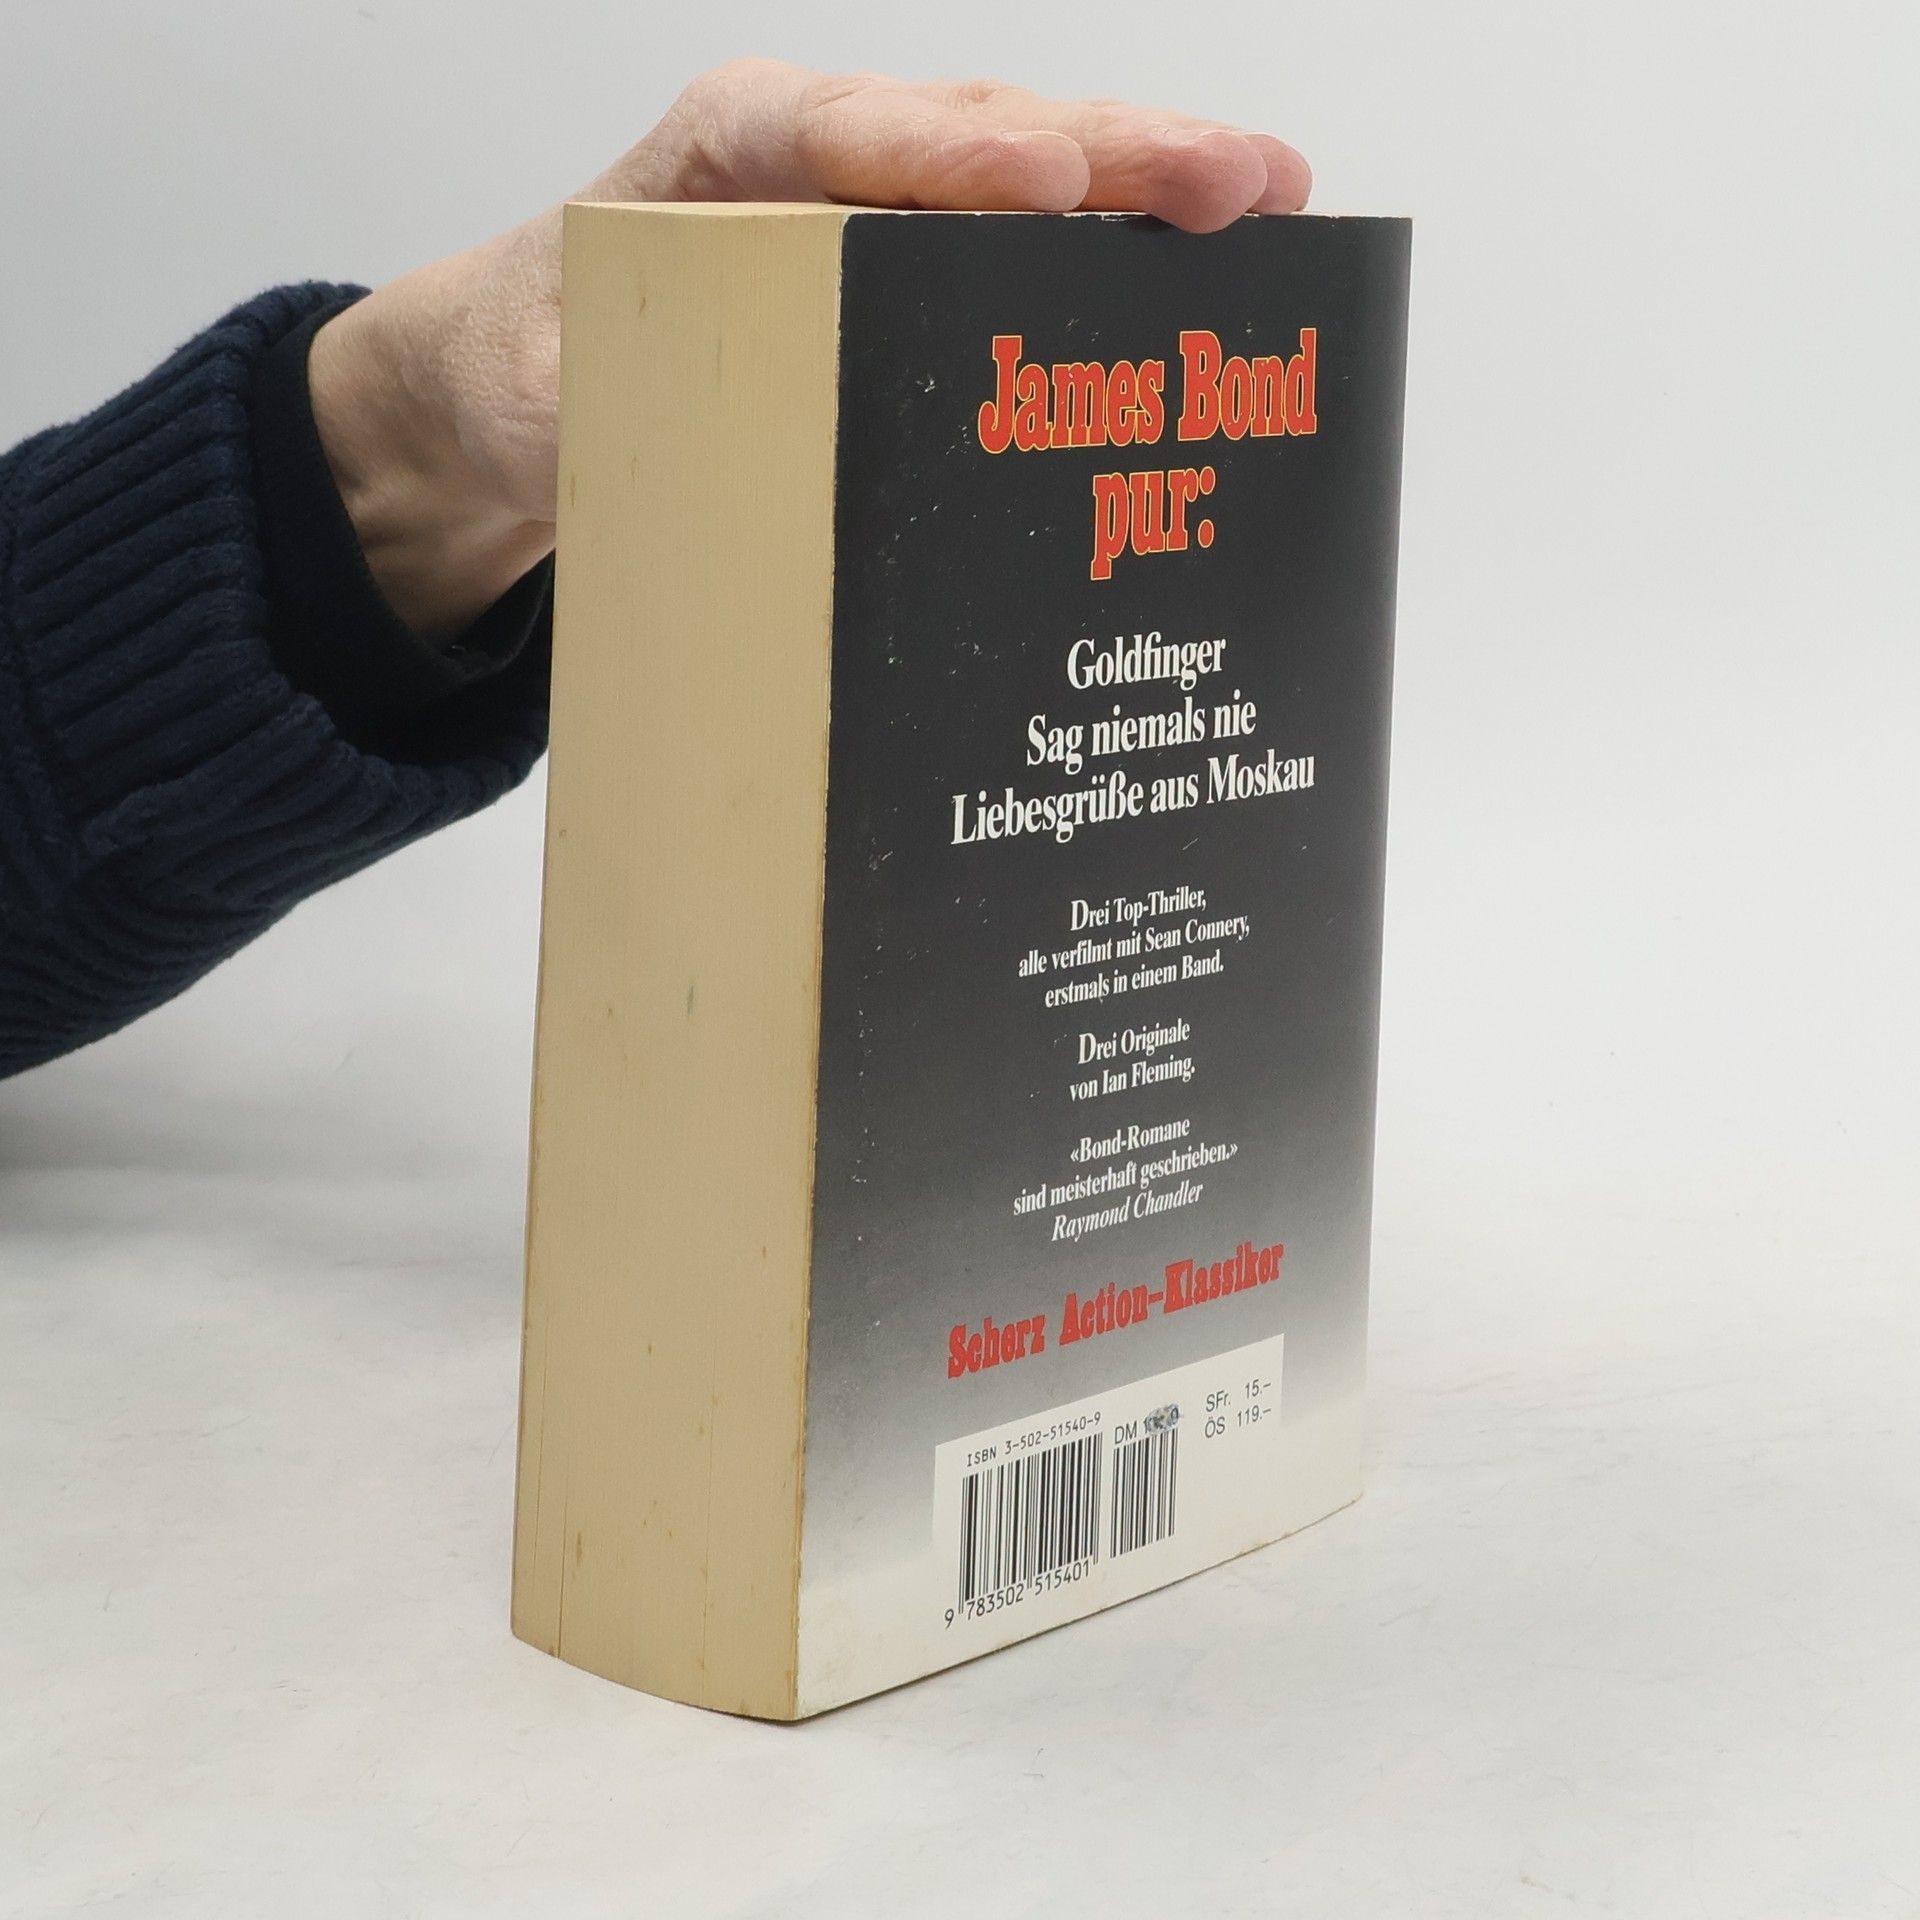 James Bond
pur:
Goldfinger
Sag niemals nie
Liebesgrüße aus Moskau
Drei Top-Thriller,
alle verfilmt mit Sean Connery,
erstmals in einem Band.
Drei Originale
von Ian Fleming.
«Bond-Romane
sind meisterhaft geschrieben.»
Raymond Chandler
Scherz Action-Klassiker
ISBN 3-502-51540-9
DM
SFr. 15.-
ÖS 119.-
9 783502 515401